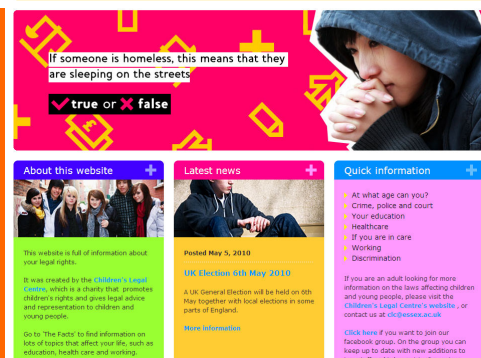 If someone is homeless, this means that they
are sleeping on the streets
true or false
About this website
This website is full of information about
your legal rights.
It was created by the Children's Legal
Centre, which is a charity that promotes
children's rights and gives legal advice
and representation to children and
young people.
Go to 'The Facts' to find information on
lots of topics that affect your life, such as
education, health care and working.
Latest news
Posted May 5, 2010
UK Election 6th May 2010
A UK General Election will be held on 6th
May together with local elections in some
parts of England.
More information
Quick information
At what age can you?
Crime, police and court
Your education
Healthcare
If you are in care
Working
Discrimination
If you are an adult looking for more
information on the laws affecting children
and young people, please visit the
Children's Legal Centre's website , or
contact us at clc@essex.ac.uk
Click here if you want to join our
facebook group. On the group you can
keep up to date with new additions to